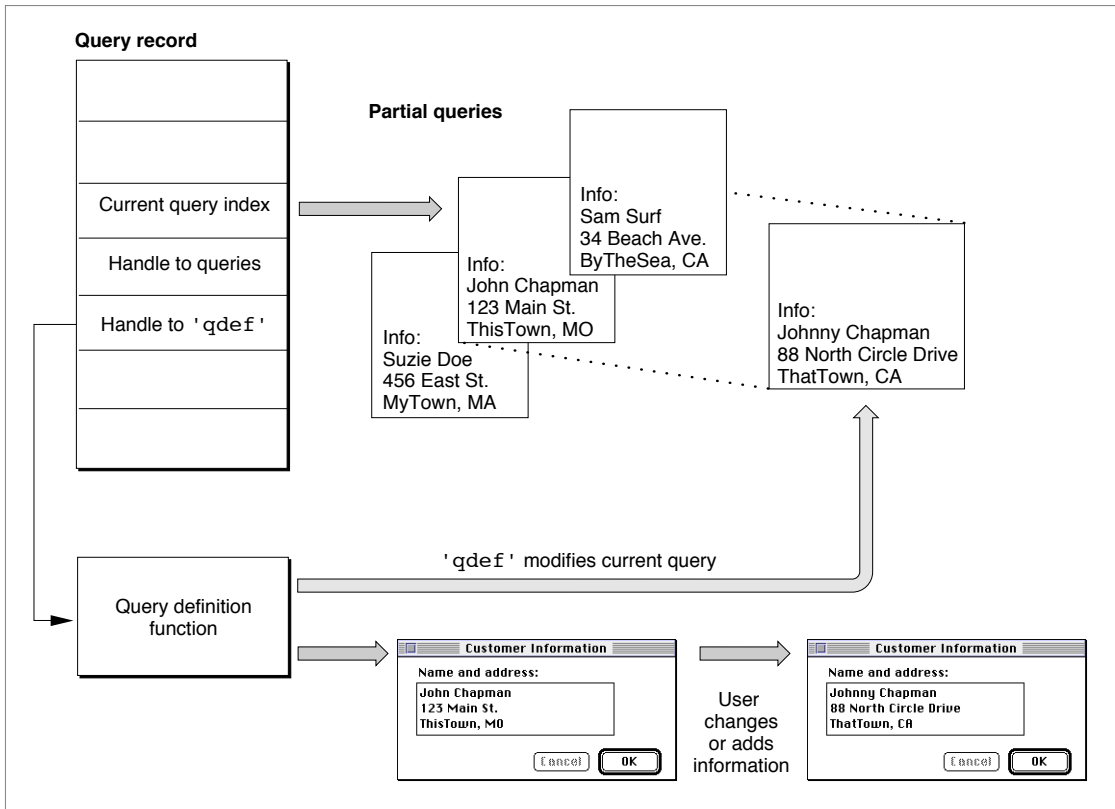 Query record
Partial queries
Current query index
Handle to queries
Handle to 'qdef'
Info:
Sam Surf
34 Beach Ave.
ByTheSea, CA
Info:
John Chapman
123 Main St.
ThisTown, MO
Info:
Suzie Doe
456 East St.
MyTown, MA
Info:
Johnny Chapman
88 North Circle Drive
ThatTown, CA
'qdef' modifies current query
Query definition
function
Customer Information
Name and address:
John Chapman
123 Main St.
ThisTown, MO
Cancel
OK
User
changes
or adds
information
Customer Information
Name and address:
Johnny Chapman
88 North Circle Drive
ThatTown, CA
Cancel
OK